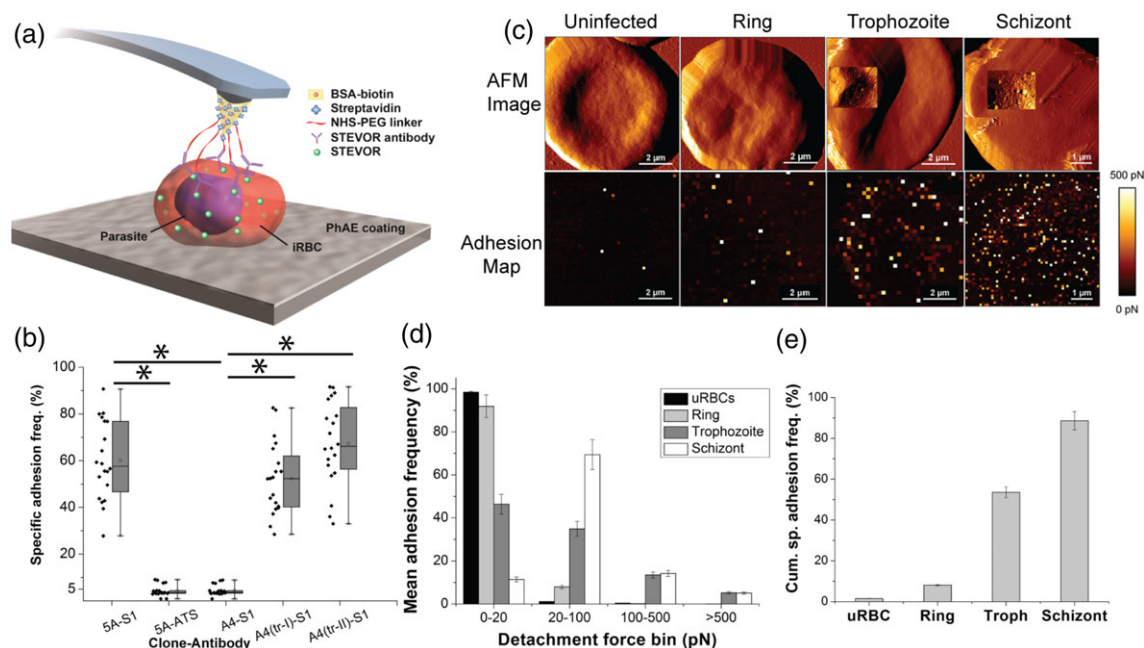 (a)
BSA-biotin
Streptavidin
NHS-PEG linker
STEVOR antibody
STEVOR
Parasite
iRBC
PhAE coating
(c)
Uninfected
Ring
Trophozoite
Schizont
AFM
Image
2 µm
2 µm
2 µm
1 µm
Adhesion
Map
2 µm
2 µm
2 µm
1 µm
500 pN
0 pN
(b)
Specific adhesion freq. (%)
100
80
60
40
20
5
*
*
*
*
5A-S1
5A-ATS
A4-S1
A4(tr-I)-S1
A4(tr-II)-S1
Clone-Antibody
(d)
Mean adhesion frequency (%)
100
80
60
40
20
0
uRBCs
Ring
Trophozoite
Schizont
0-20
20-100
100-500
>500
Detachment force bin (pN)
(e)
Cum. sp. adhesion freq. (%)
100
80
60
40
20
0
uRBC
Ring
Troph
Schizont